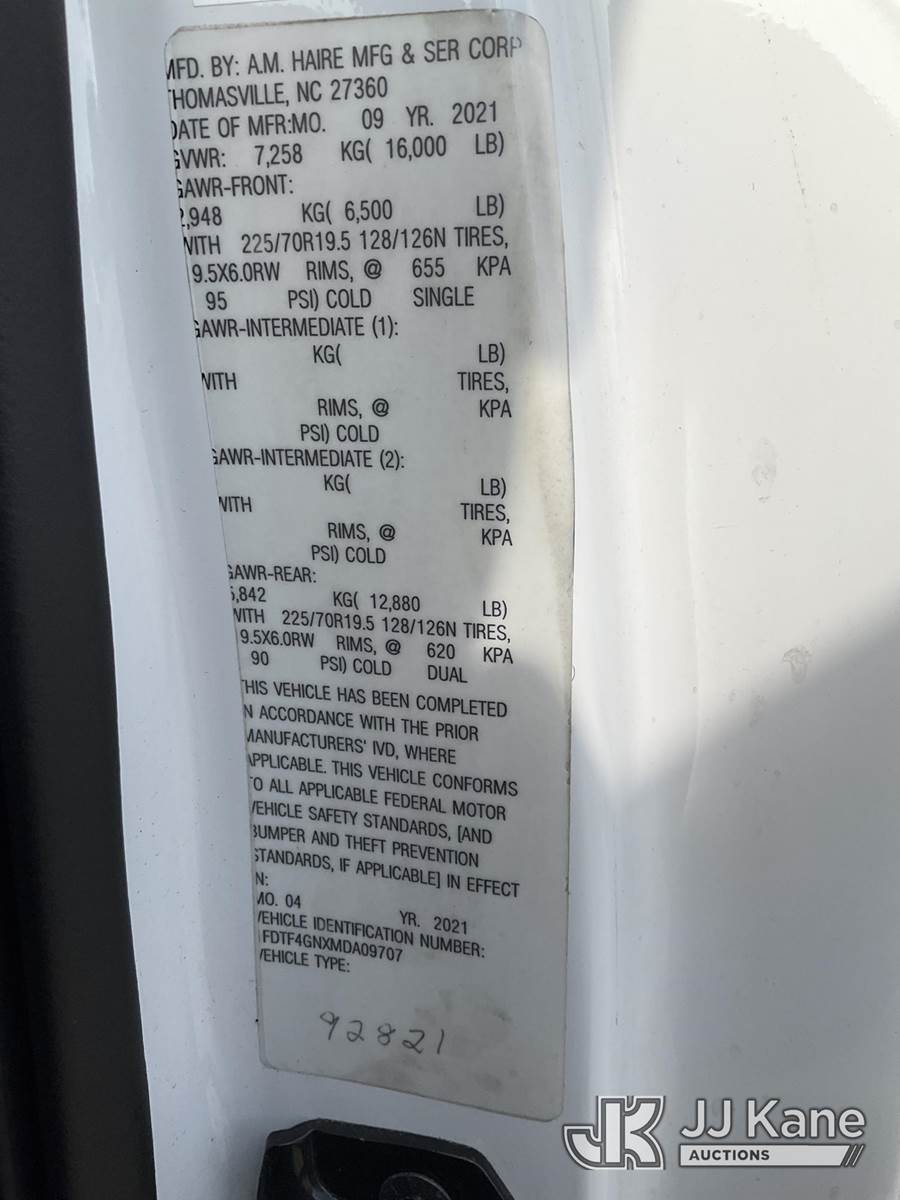 MFD. BY: A.M. HAIRE MFG & SER CORP
THOMASVILLE, NC 27360
DATE OF MFR:MO. 09 YR. 2021
GVWR: 7,258 KG( 16,000 LB)
GAWR-FRONT:
2,948 KG( 6,500 LB)
WITH 225/70R19.5 128/126N TIRES,
9.5X6.0RW RIMS, @ 655 KPA
95 PSI) COLD SINGLE
GAWR-INTERMEDIATE (1):
KG( LB)
WITH TIRES,
RIMS, @ KPA
PSI) COLD
GAWR-INTERMEDIATE (2):
KG( LB)
WITH TIRES,
RIMS, @ KPA
PSI) COLD
GAWR-REAR:
5,842 KG( 12,880 LB)
WITH 225/70R19.5 128/126N TIRES,
9.5X6.0RW RIMS, @ 620 KPA
90 PSI) COLD DUAL
THIS VEHICLE HAS BEEN COMPLETED
IN ACCORDANCE WITH THE PRIOR
MANUFACTURERS' IVD, WHERE
APPLICABLE. THIS VEHICLE CONFORMS
TO ALL APPLICABLE FEDERAL MOTOR
VEHICLE SAFETY STANDARDS, [AND
BUMPER AND THEFT PREVENTION
STANDARDS, IF APPLICABLE] IN EFFECT
IN:
MO. 04 YR. 2021
VEHICLE IDENTIFICATION NUMBER:
FDTF4GNXMDA09707
VEHICLE TYPE:
92821
JK JJ Kane
AUCTIONS